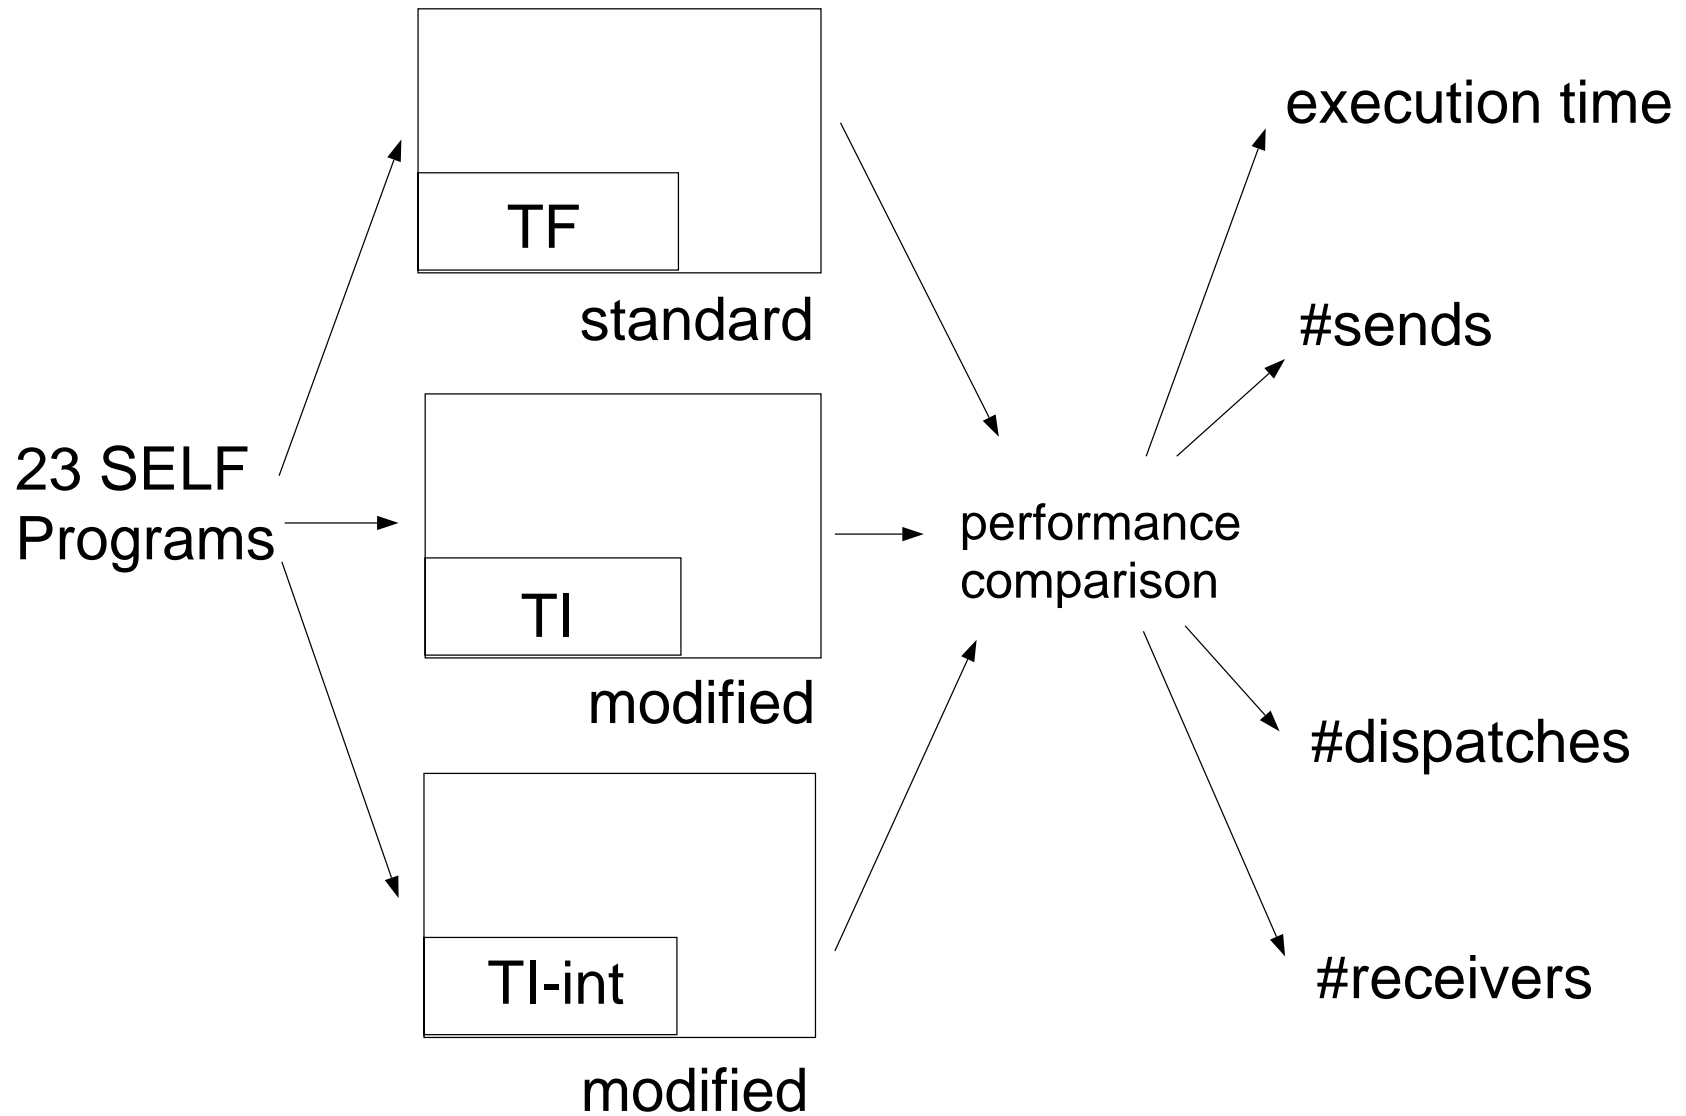 23 SELF
Programs
TF
standard
TI
modified
TI-int
modified
performance
comparison
execution time
#sends
#dispatches
#receivers